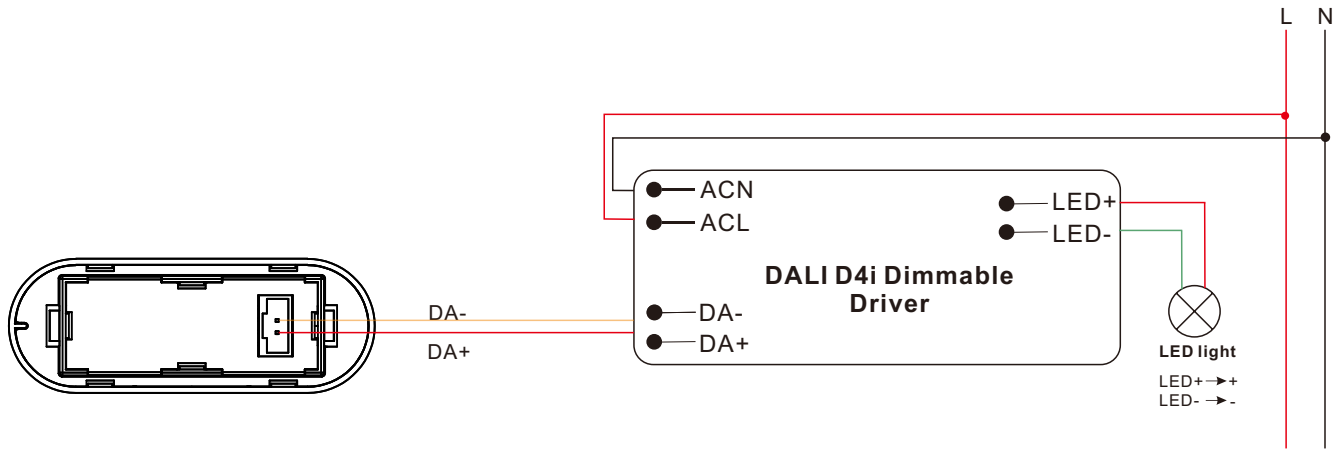 L N
ACN
ACL
LED+
LED-
DALI D4i Dimmable
Driver
DA-
DA+
DA-
DA+
LED light
LED+→+
LED-→-